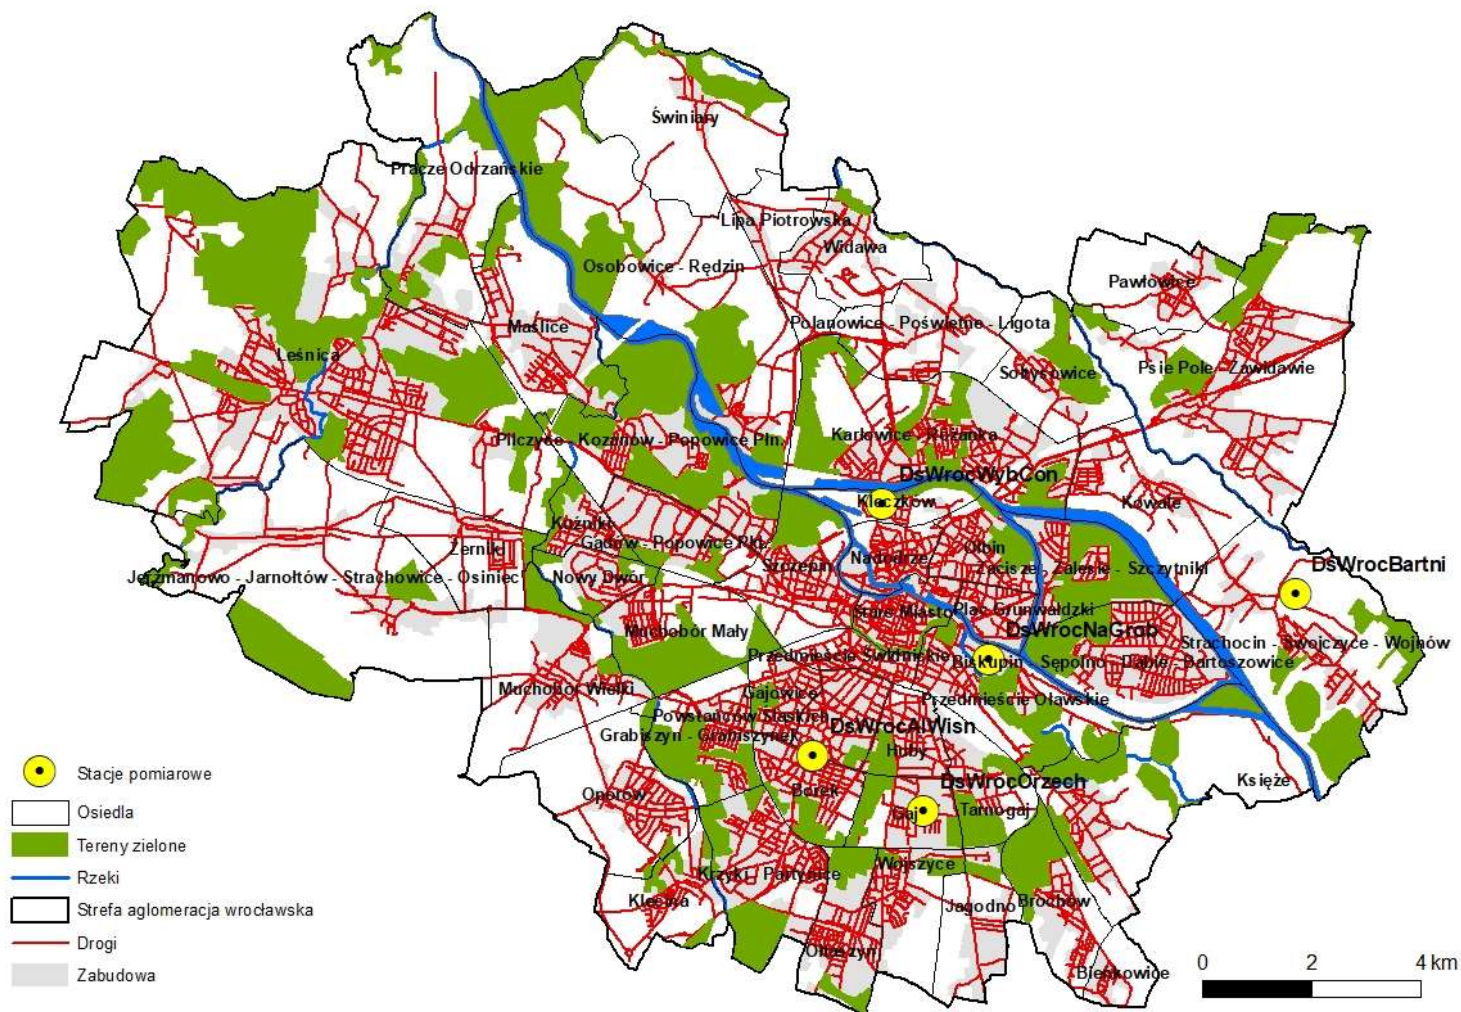 Świniary
Pracze Odrzańskie
Lipa Piotrowska
Widawa
Osobowice - Rędzin
Pawłowice
Polanowice - Poświętne - Ligota
Maślice
Leśnica
Sołtysowice
Psie Pole - Zawidawie
Pilczyce - Kozanów - Popowice Płn.
Karłowice - Różanka
DsWrocWybCon
Kleczków
Kowale
Kuźniki
Gądów - Popowice Płd.
Żerniki
Nadodrze
Ołbin
Szczepin
Zacisze - Zalesie - Szczytniki
DsWrocBartni
Jerzmanowo - Jarnołtów - Strachowice - Osiniec
Nowy Dwór
Stare Miasto
Plac Grunwaldzki
Muchobór Mały
DsWrocNaGrob
Strachocin - Swojczyce - Wojnów
Przedmieście Świdnickie
Biskupin - Sępolno - Dąbie - Bartoszowice
Muchobór Wielki
Gajowice
Przedmieście Oławskie
Powstańców Śląskich
DsWrocAlWisn
Grabiszyn - Grabiszynek
Huby
Księże
DsWrocOrzech
Borek
Oporów
Gaj
Tarnogaj
Wojszyce
Krzyki - Partynice
Klecina
Jagodno
Brochów
Ołtaszyn
Bieńkowice
Stacje pomiarowe
Osiedla
Tereny zielone
Rzeki
Strefa aglomeracja wrocławska
Drogi
Zabudowa
0 2 4 km